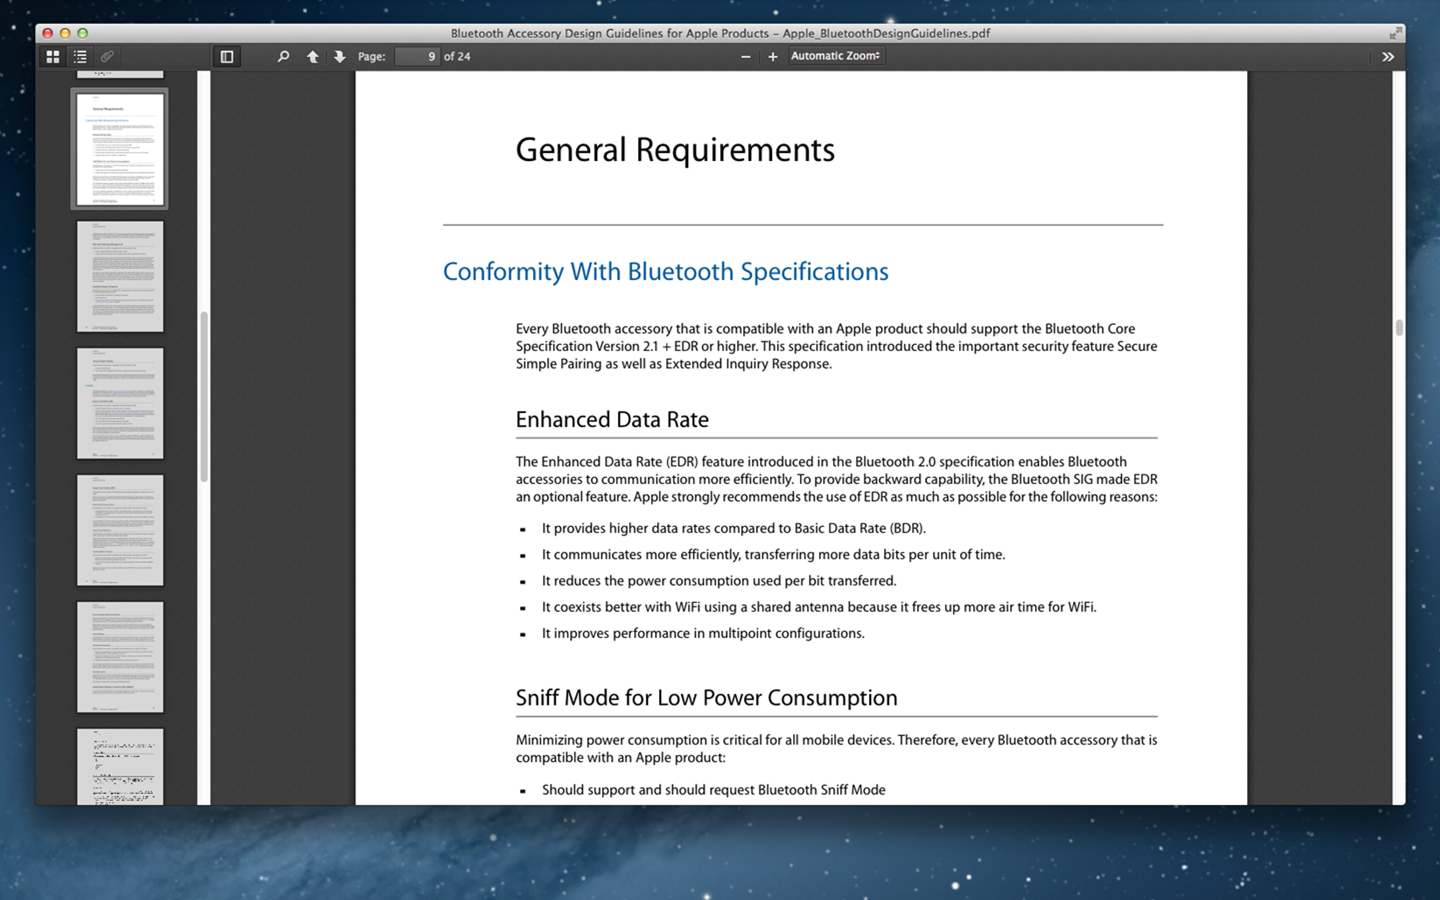 Bluetooth Accessory Design Guidelines for Apple Products – Apple_BluetoothDesignGuidelines.pdf
Page: 9 of 24
Automatic Zoom
General Requirements
Conformity With Bluetooth Specifications
Every Bluetooth accessory that is compatible with an Apple product should support the Bluetooth Core
Specification Version 2.1 + EDR or higher. This specification introduced the important security feature Secure
Simple Pairing as well as Extended Inquiry Response.
Enhanced Data Rate
The Enhanced Data Rate (EDR) feature introduced in the Bluetooth 2.0 specification enables Bluetooth
accessories to communication more efficiently. To provide backward capability, the Bluetooth SIG made EDR
an optional feature. Apple strongly recommends the use of EDR as much as possible for the following reasons:
▪ It provides higher data rates compared to Basic Data Rate (BDR).
▪ It communicates more efficiently, transferring more data bits per unit of time.
▪ It reduces the power consumption used per bit transferred.
▪ It coexists better with WiFi using a shared antenna because it frees up more air time for WiFi.
▪ It improves performance in multipoint configurations.
Sniff Mode for Low Power Consumption
Minimizing power consumption is critical for all mobile devices. Therefore, every Bluetooth accessory that is
compatible with an Apple product:
▪ Should support and should request Bluetooth Sniff Mode